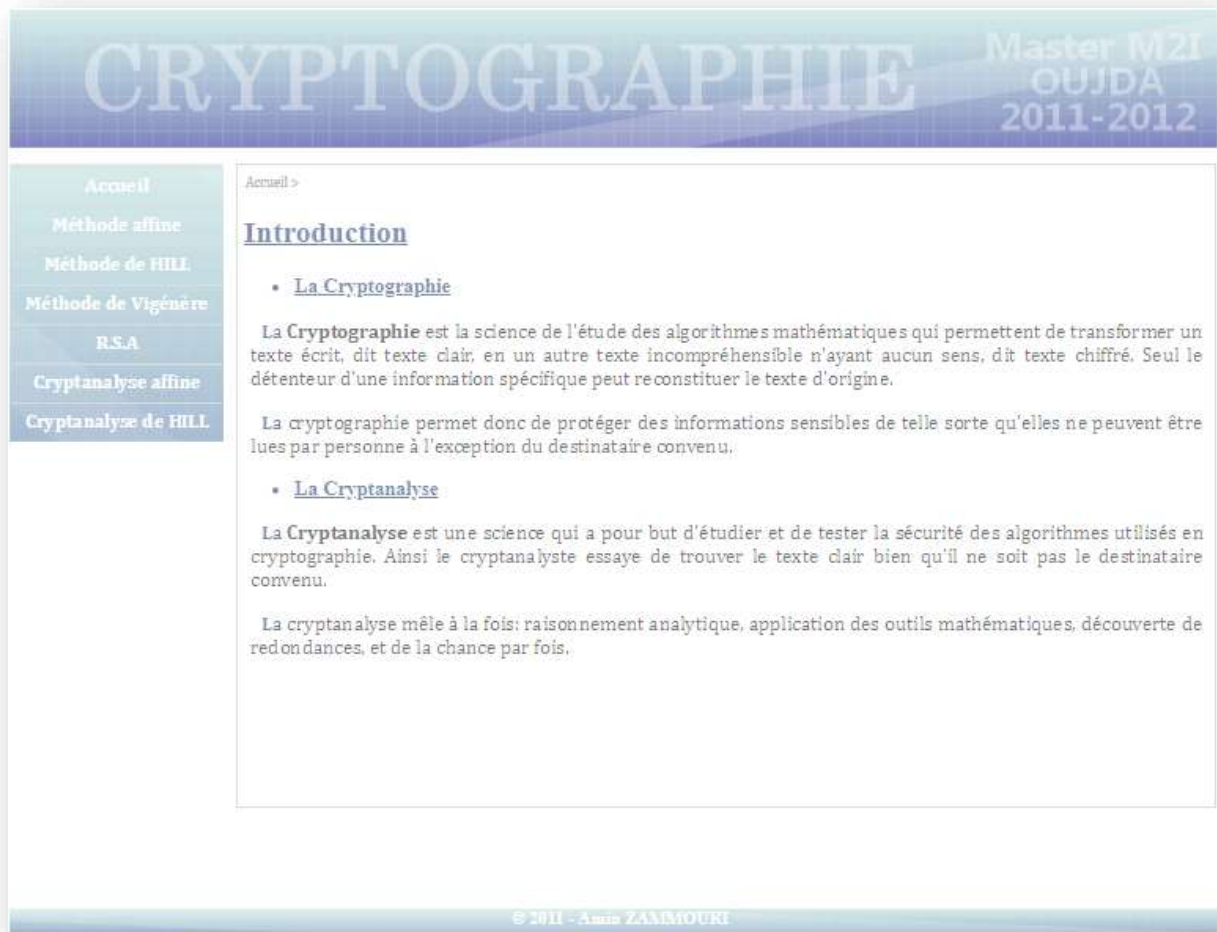 CRYPTOGRAPHIE
Master M2I
OUJDA
2011-2012
Accueil
Méthode affine
Méthode de HILL
Méthode de Vigénère
R.S.A
Cryptanalyse affine
Cryptanalyse de HILL
Accueil >
Introduction
• La Cryptographie
La Cryptographie est la science de l'étude des algorithmes mathématiques qui permettent de transformer un
texte écrit, dit texte clair, en un autre texte incompréhensible n'ayant aucun sens, dit texte chiffré. Seul le
détenteur d'une information spécifique peut reconstituer le texte d'origine.
La cryptographie permet donc de protéger des informations sensibles de telle sorte qu'elles ne peuvent être
lues par personne à l'exception du destinataire convenu.
• La Cryptanalyse
La Cryptanalyse est une science qui a pour but d'étudier et de tester la sécurité des algorithmes utilisés en
cryptographie. Ainsi le cryptanalyste essaye de trouver le texte clair bien qu'il ne soit pas le destinataire
convenu.
La cryptanalyse mêle à la fois: raisonnement analytique, application des outils mathématiques, découverte de
redondances, et de la chance par fois.
© 2011 - Amin ZAMMOUKI